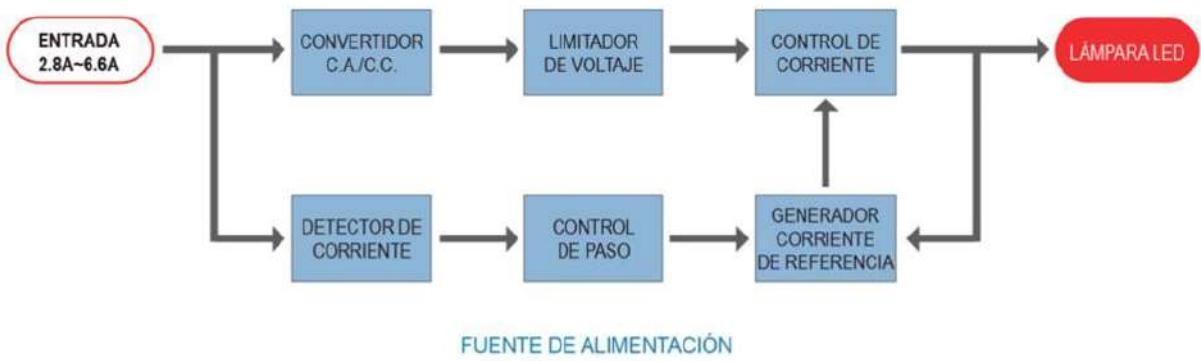 ENTRADA
2.8A~6.6A
CONVERTIDOR
C.A./C.C.
LIMITADOR
DE VOLTAJE
CONTROL DE
CORRIENTE
LÁMPARA LED
DETECTOR DE
CORRIENTE
CONTROL
DE PASO
GENERADOR
CORRIENTE
DE REFERENCIA
FUENTE DE ALIMENTACIÓN